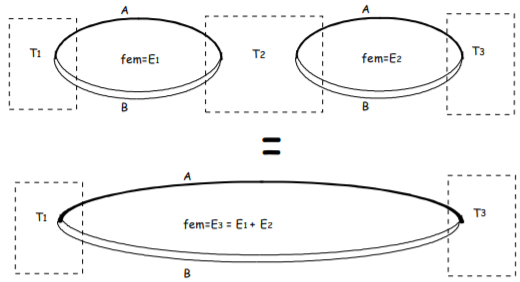 A A
T1 fem=E1 T2 fem=E2 T3
B B
=
A
T1 fem=E3 = E1 + E2 T3
B